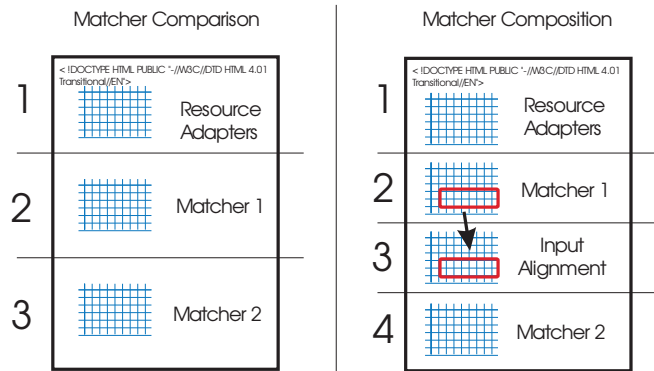 Matcher Comparison
< !DOCTYPE HTML PUBLIC "-//W3C//DTD HTML 4.01
Transitional//EN">
1
Resource
Adapters
2
Matcher 1
3
Matcher 2
Matcher Composition
< !DOCTYPE HTML PUBLIC "-//W3C//DTD HTML 4.01
Transitional//EN">
1
Resource
Adapters
2
Matcher 1
3
Input
Alignment
4
Matcher 2